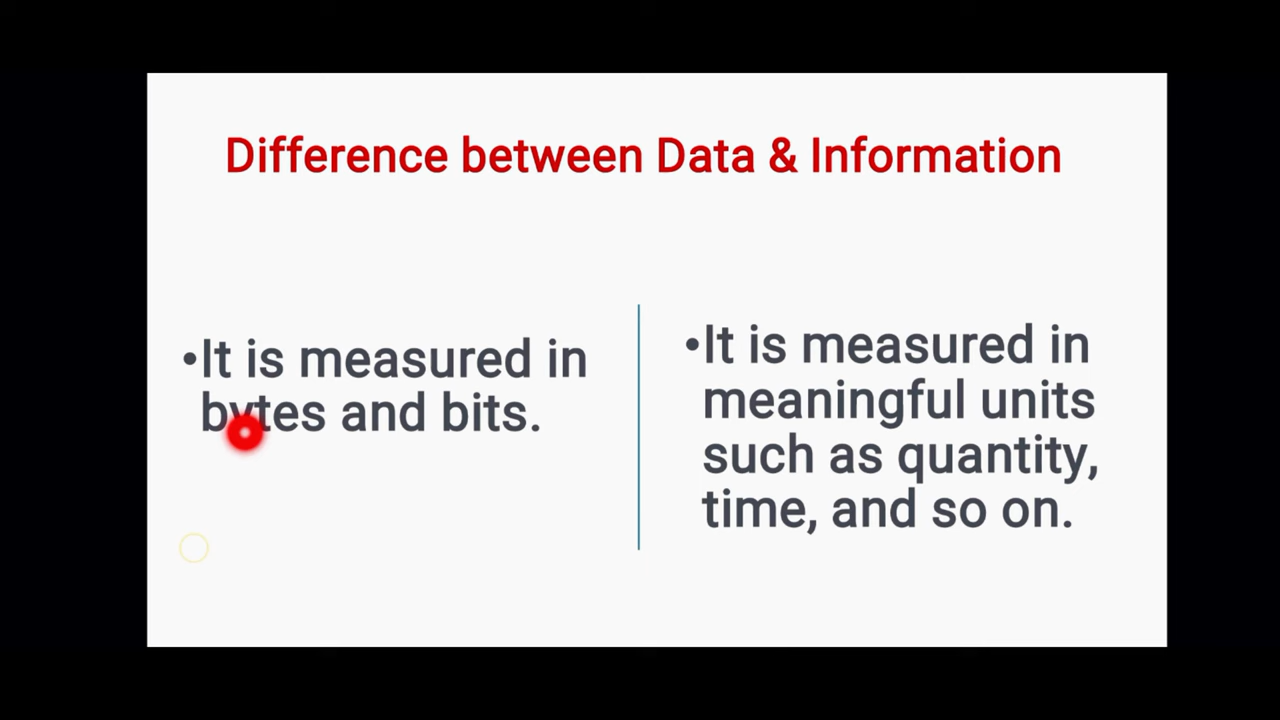 Difference between Data & Information
•It is measured in
bytes and bits.
•It is measured in
meaningful units
such as quantity,
time, and so on.